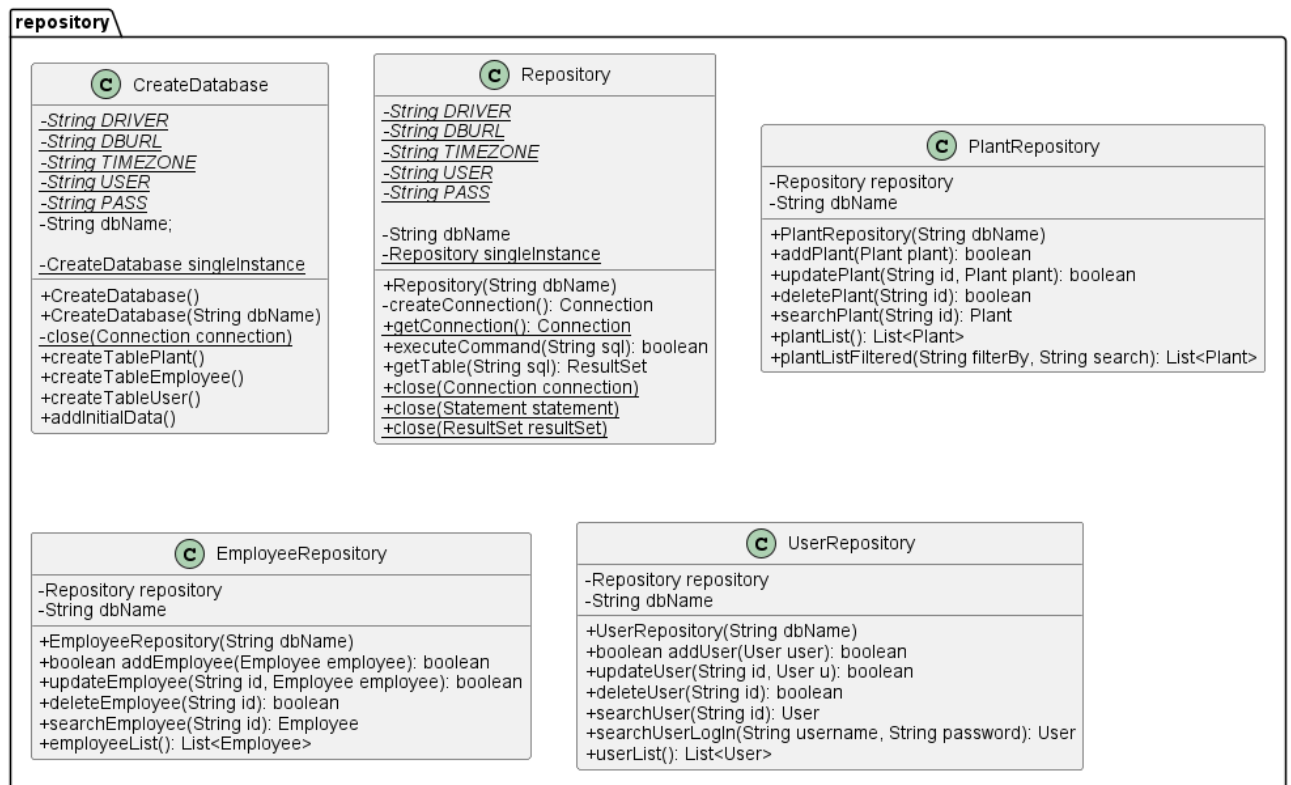 repository
C CreateDatabase
-String DRIVER
-String DBURL
-String TIMEZONE
-String USER
-String PASS
-String dbName;
-CreateDatabase singleInstance
+CreateDatabase()
+CreateDatabase(String dbName)
-close(Connection connection)
+createTablePlant()
+createTableEmployee()
+createTableUser()
+addInitialData()
C Repository
-String DRIVER
-String DBURL
-String TIMEZONE
-String USER
-String PASS
-String dbName
-Repository singleInstance
+Repository(String dbName)
-createConnection(): Connection
+getConnection(): Connection
+executeCommand(String sql): boolean
+getTable(String sql): ResultSet
+close(Connection connection)
+close(Statement statement)
+close(ResultSet resultSet)
C PlantRepository
-Repository repository
-String dbName
+PlantRepository(String dbName)
+addPlant(Plant plant): boolean
+updatePlant(String id, Plant plant): boolean
+deletePlant(String id): boolean
+searchPlant(String id): Plant
+plantList(): List<Plant>
+plantListFiltered(String filterBy, String search): List<Plant>
C EmployeeRepository
-Repository repository
-String dbName
+EmployeeRepository(String dbName)
+boolean addEmployee(Employee employee): boolean
+updateEmployee(String id, Employee employee): boolean
+deleteEmployee(String id): boolean
+searchEmployee(String id): Employee
+employeeList(): List<Employee>
C UserRepository
-Repository repository
-String dbName
+UserRepository(String dbName)
+boolean addUser(User user): boolean
+updateUser(String id, User u): boolean
+deleteUser(String id): boolean
+searchUser(String id): User
+searchUserLogIn(String username, String password): User
+userList(): List<User>